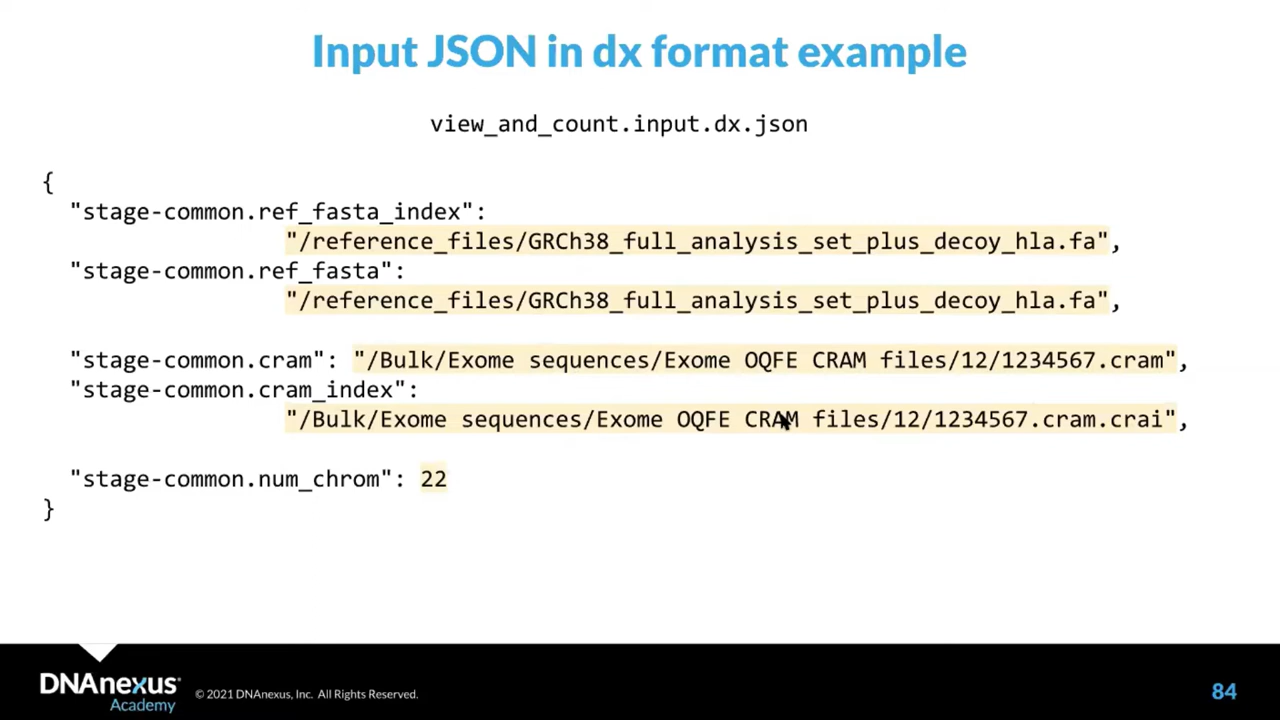 Input JSON in dx format example
view_and_count.input.dx.json
{
"stage-common.ref_fasta_index":
"/reference_files/GRCh38_full_analysis_set_plus_decoy_hla.fa",
"stage-common.ref_fasta":
"/reference_files/GRCh38_full_analysis_set_plus_decoy_hla.fa",
"stage-common.cram": "/Bulk/Exome sequences/Exome OQFE CRAM files/12/1234567.cram",
"stage-common.cram_index":
"/Bulk/Exome sequences/Exome OQFE CRAM files/12/1234567.cram.crai",
"stage-common.num_chrom": 22
}
DNAnexus
Academy
© 2021 DNAnexus, Inc. All Rights Reserved.
84